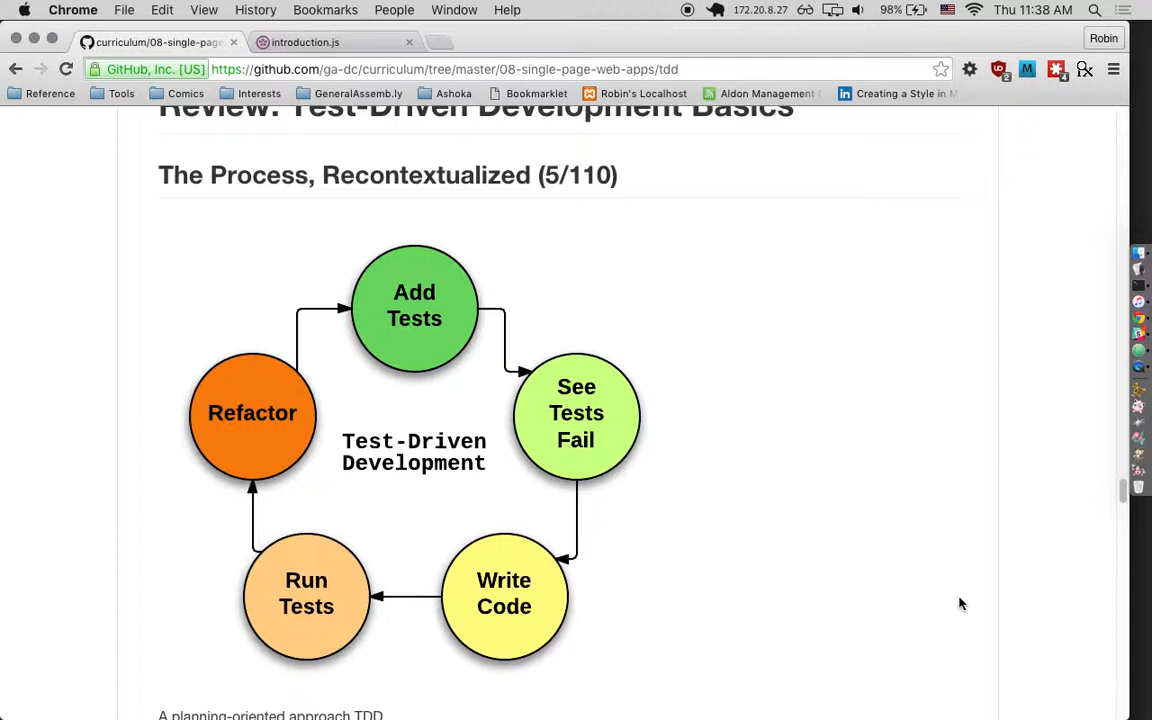 Chrome File Edit View History Bookmarks People Window Help 172.20.8.27 98% Thu 11:38 AM
curriculum/08-single-page introduction.js Robin
GitHub, Inc. [US] https://github.com/ga-dc/curriculum/tree/master/08-single-page-web-apps/tdd
Reference Tools Comics Interests GeneralAssemb.ly Ashoka Bookmarklet Robin's Localhost Aldon Management Creating a Style in
Review: Test-Driven Development Basics
The Process, Recontextualized (5/110)
Add
Tests
See
Tests
Fail
Refactor
Test-Driven
Development
Run
Tests
Write
Code
A planning-oriented approach TDD